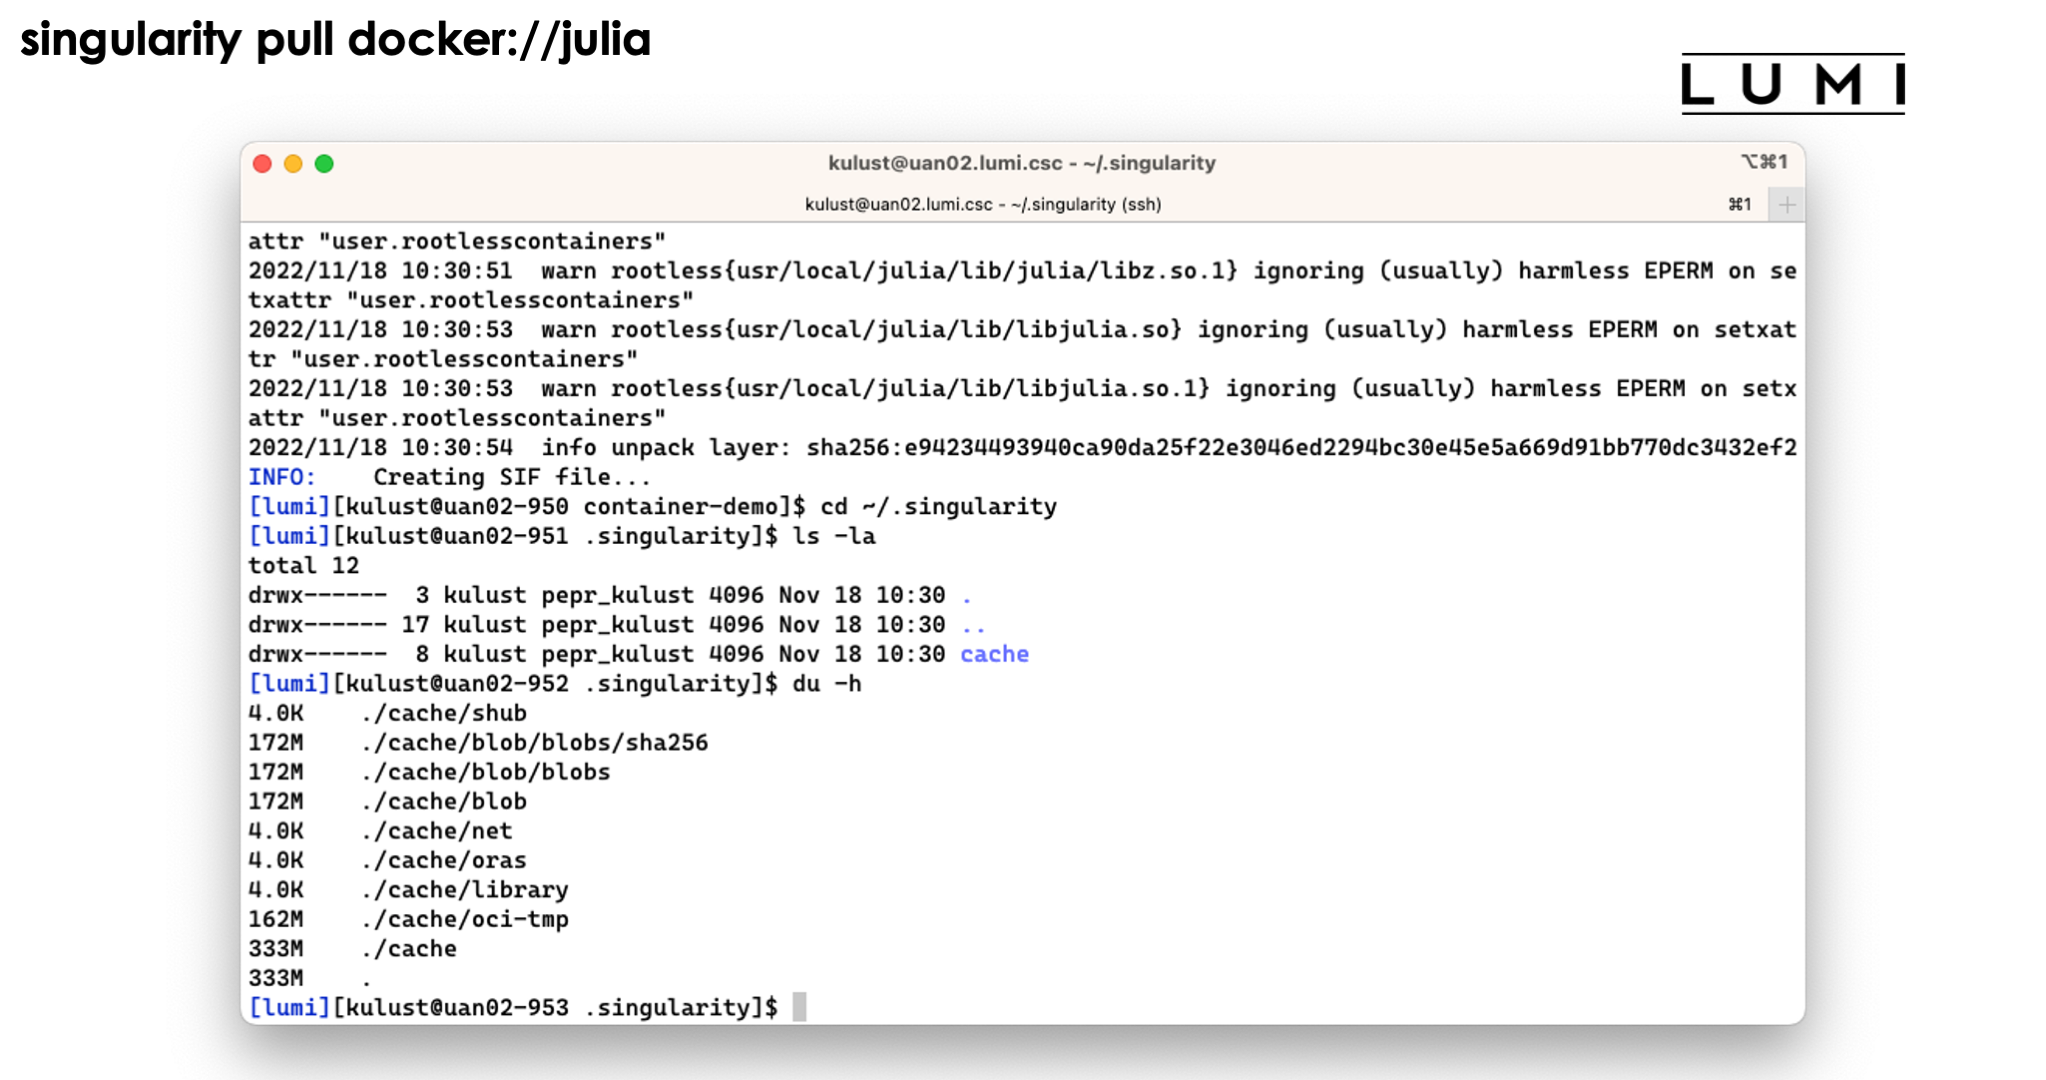 singularity pull docker://julia
LUMI
kulust@uan02.lumi.csc - ~/.singularity
⌥⌘1
kulust@uan02.lumi.csc - ~/.singularity (ssh)
⌘1
+
attr "user.rootlesscontainers"
2022/11/18 10:30:51  warn rootless{usr/local/julia/lib/julia/libz.so.1} ignoring (usually) harmless EPERM on se
txattr "user.rootlesscontainers"
2022/11/18 10:30:53  warn rootless{usr/local/julia/lib/libjulia.so} ignoring (usually) harmless EPERM on setxat
tr "user.rootlesscontainers"
2022/11/18 10:30:53  warn rootless{usr/local/julia/lib/libjulia.so.1} ignoring (usually) harmless EPERM on setx
attr "user.rootlesscontainers"
2022/11/18 10:30:54  info unpack layer: sha256:e94234493940ca90da25f22e3046ed2294bc30e45e5a669d91bb770dc3432ef2
INFO:    Creating SIF file...
[lumi][kulust@uan02-950 container-demo]$ cd ~/.singularity
[lumi][kulust@uan02-951 .singularity]$ ls -la
total 12
drwx------  3 kulust pepr_kulust 4096 Nov 18 10:30 .
drwx------ 17 kulust pepr_kulust 4096 Nov 18 10:30 ..
drwx------  8 kulust pepr_kulust 4096 Nov 18 10:30 cache
[lumi][kulust@uan02-952 .singularity]$ du -h
4.0K    ./cache/shub
172M    ./cache/blob/blobs/sha256
172M    ./cache/blob/blobs
172M    ./cache/blob
4.0K    ./cache/net
4.0K    ./cache/oras
4.0K    ./cache/library
162M    ./cache/oci-tmp
333M    ./cache
333M    .
[lumi][kulust@uan02-953 .singularity]$